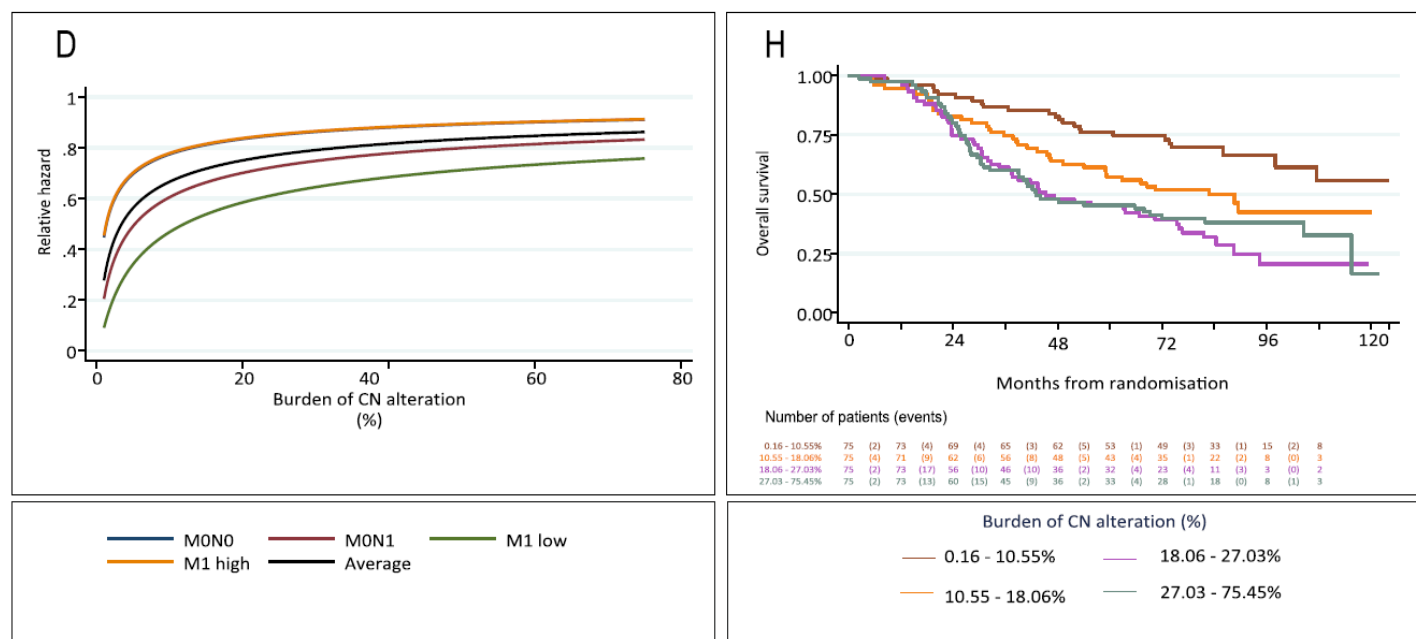 D
Relative hazard
1
.8
.6
.4
.2
0
0 20 40 60 80
Burden of CN alteration
(%)
M0N0 M0N1 M1 low
M1 high Average
H
Overall survival
1.00
0.75
0.50
0.25
0.00
0 24 48 72 96 120
Months from randomisation
Number of patients (events)
0.16 - 10.55% 75 (2) 73 (4) 69 (4) 65 (3) 62 (5) 53 (1) 49 (3) 33 (1) 15 (2) 8
10.55 - 18.06% 75 (4) 71 (9) 62 (6) 56 (8) 48 (5) 43 (4) 35 (1) 22 (2) 8 (0) 3
18.06 - 27.03% 75 (2) 73 (17) 56 (10) 46 (10) 36 (2) 32 (4) 23 (4) 11 (3) 3 (0) 2
27.03 - 75.45% 75 (2) 73 (13) 60 (15) 45 (9) 36 (2) 33 (4) 28 (1) 18 (0) 8 (1) 3
Burden of CN alteration (%)
0.16 - 10.55% 18.06 - 27.03%
10.55 - 18.06% 27.03 - 75.45%